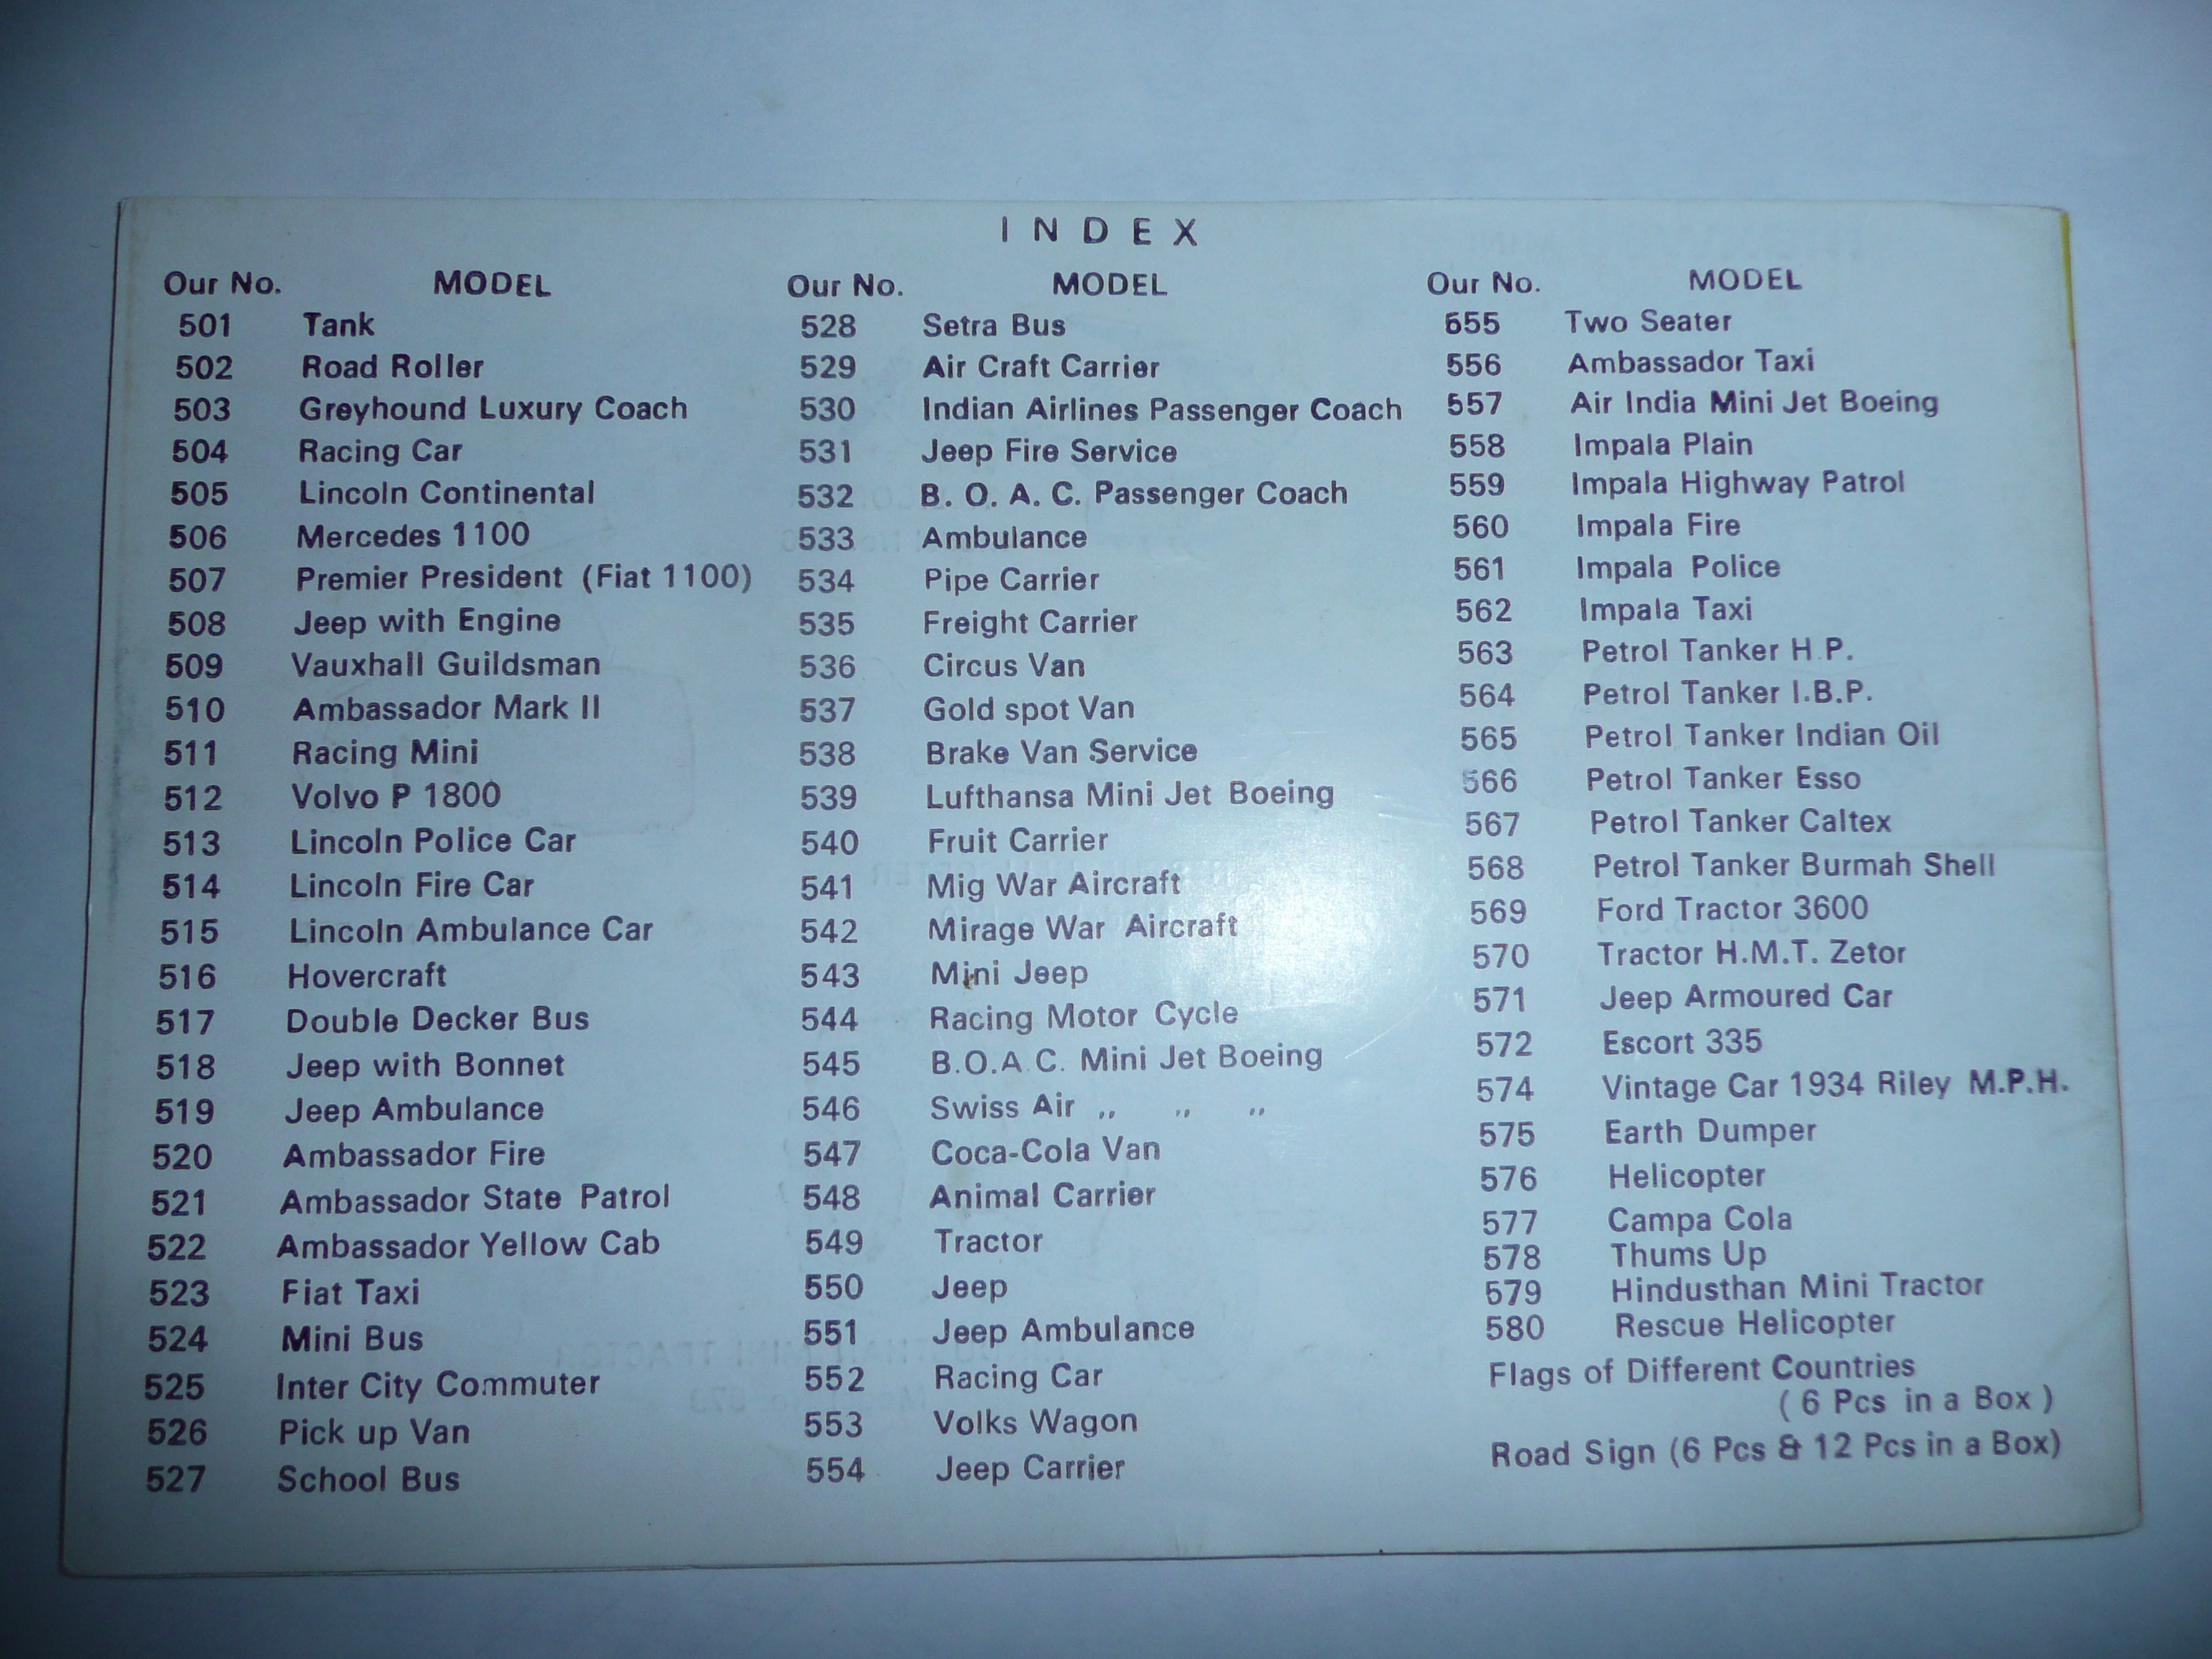 INDEX
Our No. MODEL
501 Tank
502 Road Roller
503 Greyhound Luxury Coach
504 Racing Car
505 Lincoln Continental
506 Mercedes 1100
507 Premier President (Fiat 1100)
508 Jeep with Engine
509 Vauxhall Guildsman
510 Ambassador Mark II
511 Racing Mini
512 Volvo P 1800
513 Lincoln Police Car
514 Lincoln Fire Car
515 Lincoln Ambulance Car
516 Hovercraft
517 Double Decker Bus
518 Jeep with Bonnet
519 Jeep Ambulance
520 Ambassador Fire
521 Ambassador State Patrol
522 Ambassador Yellow Cab
523 Fiat Taxi
524 Mini Bus
525 Inter City Commuter
526 Pick up Van
527 School Bus
Our No. MODEL
528 Setra Bus
529 Air Craft Carrier
530 Indian Airlines Passenger Coach
531 Jeep Fire Service
532 B. O. A. C. Passenger Coach
533 Ambulance
534 Pipe Carrier
535 Freight Carrier
536 Circus Van
537 Gold spot Van
538 Brake Van Service
539 Lufthansa Mini Jet Boeing
540 Fruit Carrier
541 Mig War Aircraft
542 Mirage War Aircraft
543 Mini Jeep
544 Racing Motor Cycle
545 B.O.A.C. Mini Jet Boeing
546 Swiss Air ,, ,, ,,
547 Coca-Cola Van
548 Animal Carrier
549 Tractor
550 Jeep
551 Jeep Ambulance
552 Racing Car
553 Volks Wagon
554 Jeep Carrier
Our No. MODEL
655 Two Seater
556 Ambassador Taxi
557 Air India Mini Jet Boeing
558 Impala Plain
559 Impala Highway Patrol
560 Impala Fire
561 Impala Police
562 Impala Taxi
563 Petrol Tanker H.P.
564 Petrol Tanker I.B.P.
565 Petrol Tanker Indian Oil
566 Petrol Tanker Esso
567 Petrol Tanker Caltex
568 Petrol Tanker Burmah Shell
569 Ford Tractor 3600
570 Tractor H.M.T. Zetor
571 Jeep Armoured Car
572 Escort 335
574 Vintage Car 1934 Riley M.P.H.
575 Earth Dumper
576 Helicopter
577 Campa Cola
578 Thums Up
579 Hindusthan Mini Tractor
580 Rescue Helicopter
Flags of Different Countries
( 6 Pcs in a Box )
Road Sign (6 Pcs & 12 Pcs in a Box)